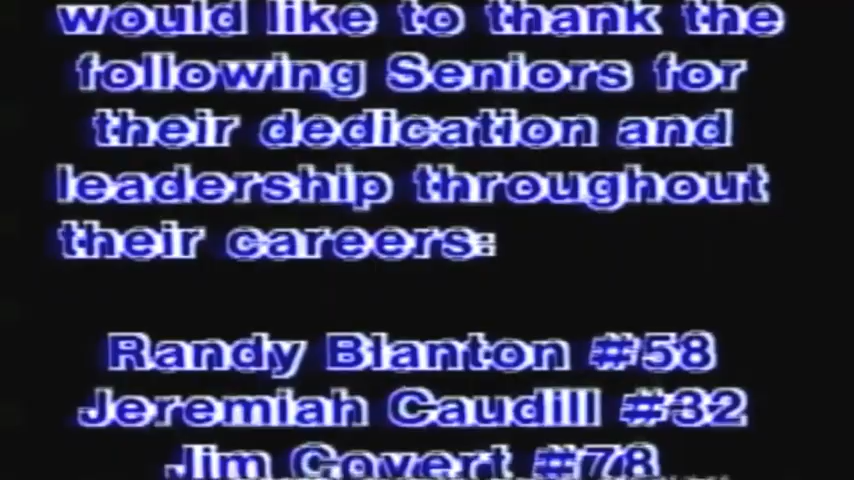 would like to thank the
following Seniors for
their dedication and
leadership throughout
their careers:
Randy Blanton #58
Jeremiah Caudill #32
Jim Covert #78